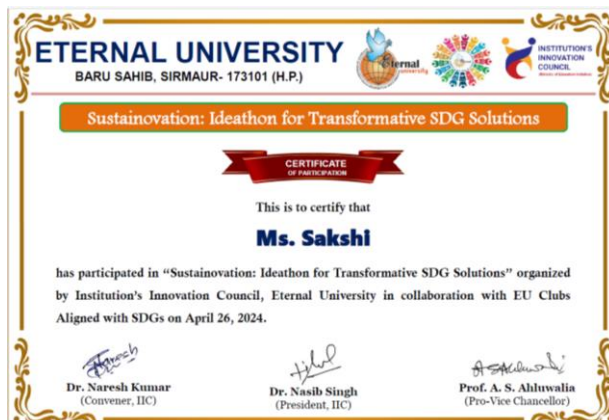 ETERNAL UNIVERSITY
BARU SAHIB, SIRMAUR- 173101 (H.P.)
Eternal
university
INSTITUTION'S
INNOVATION
COUNCIL
Sustainovation: Ideathon for Transformative SDG Solutions
CERTIFICATE
OF PARTICIPATION
This is to certify that
Ms. Sakshi
has participated in “Sustainovation: Ideathon for Transformative SDG Solutions” organized
by Institution’s Innovation Council, Eternal University in collaboration with EU Clubs
Aligned with SDGs on April 26, 2024.
Naresh
ASAhluwalia
Dr. Naresh Kumar
(Convener, IIC)
Dr. Nasib Singh
(President, IIC)
Prof. A. S. Ahluwalia
(Pro-Vice Chancellor)